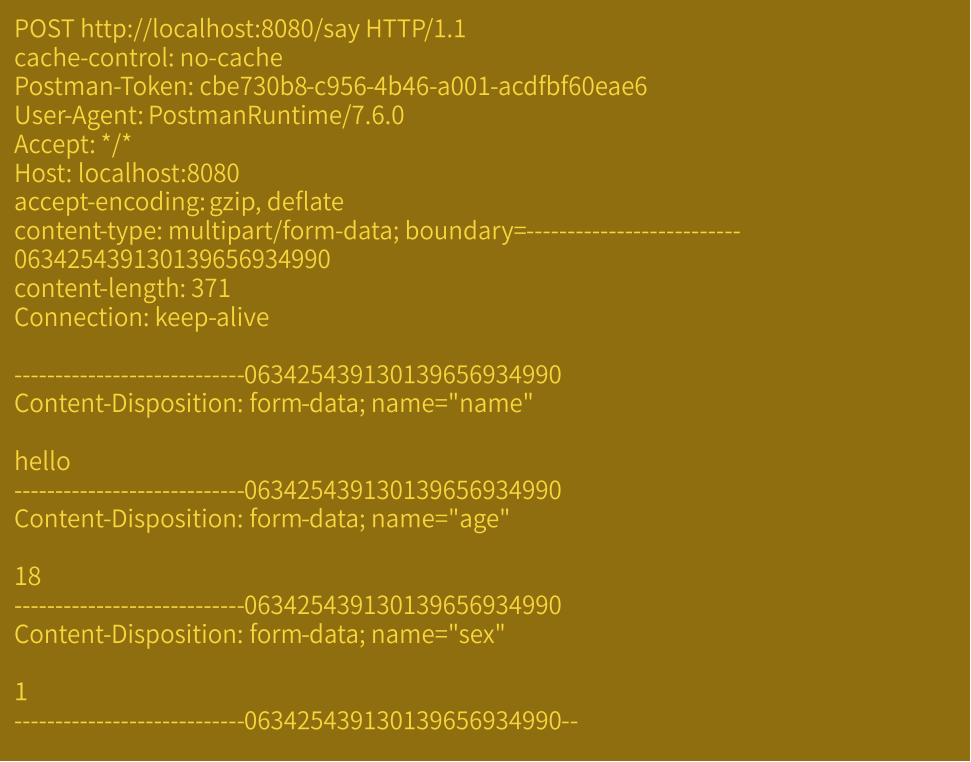 POST http://localhost:8080/say HTTP/1.1
cache-control: no-cache
Postman-Token: cbe730b8-c956-4b46-a001-acdfbf60eae6
User-Agent: PostmanRuntime/7.6.0
Accept: */*
Host: localhost:8080
accept-encoding: gzip, deflate
content-type: multipart/form-data; boundary=--------------------------
063425439130139656934990
content-length: 371
Connection: keep-alive

----------------------------063425439130139656934990
Content-Disposition: form-data; name="name"

hello
----------------------------063425439130139656934990
Content-Disposition: form-data; name="age"

18
----------------------------063425439130139656934990
Content-Disposition: form-data; name="sex"

1
----------------------------063425439130139656934990--